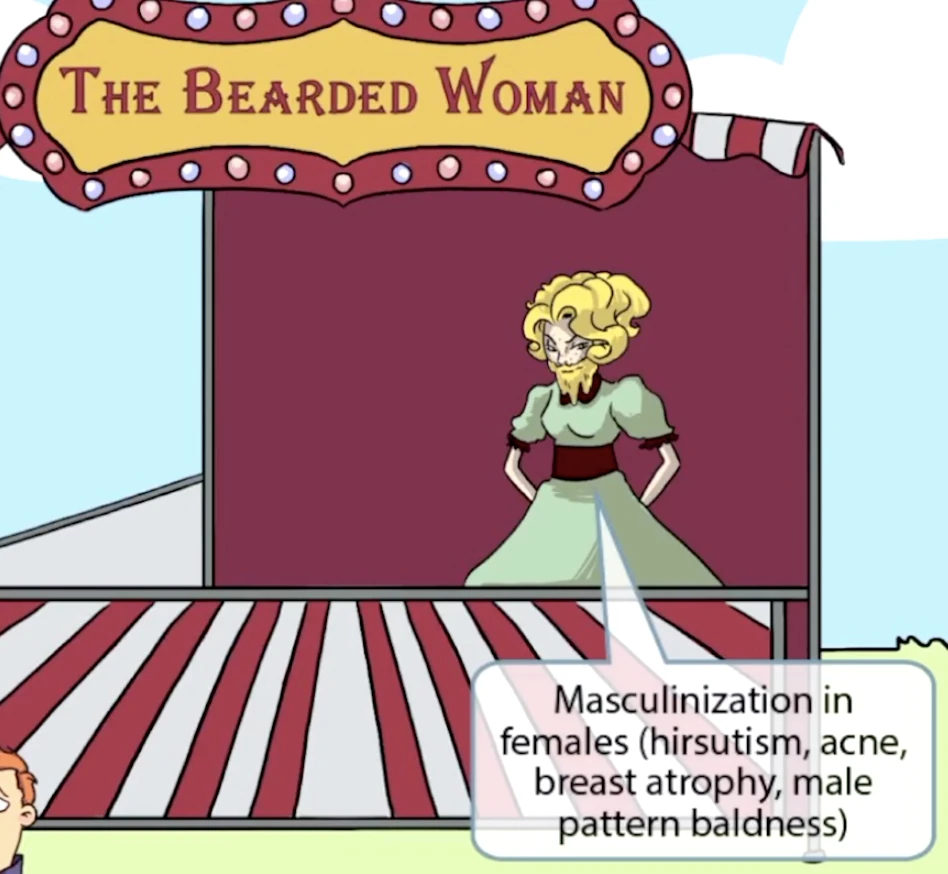 THE BEARDED WOMAN
Masculinization in
females (hirsutism, acne,
breast atrophy, male
pattern baldness)